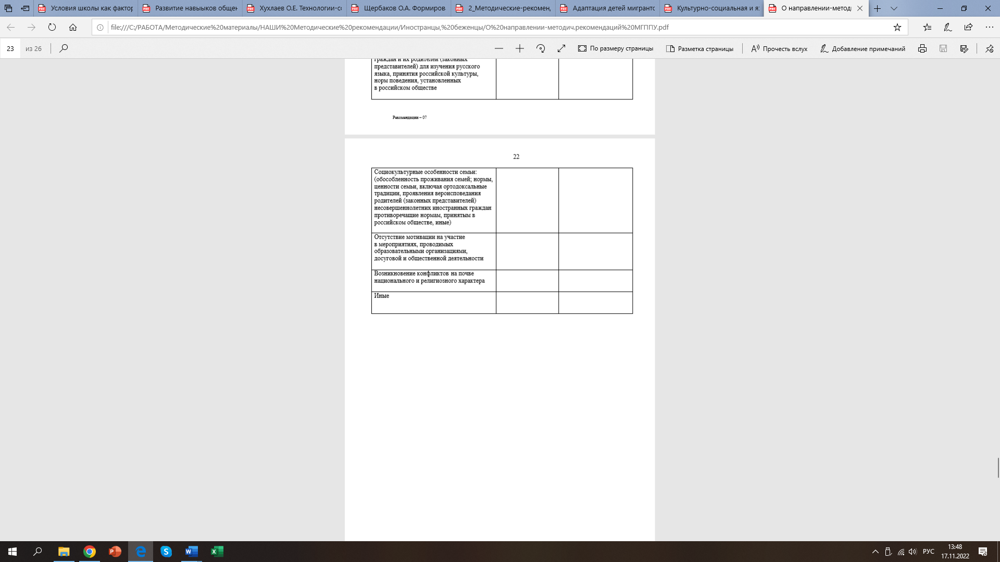 Условия школы как фактор
Развитие навыков общен
Хухлаев О.Е. Технологии-со
Щербаков О.А. Формиров
2_Методические-рекомен,
Адаптация детей мигрантс
Культурно-социальная и я
О направлении-методи
file:///C:/РАБОТА/Методические%20материалы/НАШИ%20Методические%20рекомендации/Иностранцы,%20беженцы/О%20направлении-методич.рекомендаций%20МГППУ.pdf
23 из 26
По размеру страницы
Разметка страницы
Прочесть вслух
Добавление примечаний
граждан и их родителей (законных
представителей) для изучения русского
языка, принятия российской культуры,
норм поведения, установленных
в российском обществе
Рекомендации – 07
22
Социокультурные особенности семьи:
(обособленность проживания семей; нормы,
ценности семьи, включая ортодоксальные
традиции, проявления вероисповедания
родителей (законных представителей)
несовершеннолетних иностранных граждан
противоречащие нормам, принятым в
российском обществе, иные)
Отсутствие мотивации на участие
в мероприятиях, проводимых
образовательными организациями,
досуговой и общественной деятельности
Возникновение конфликтов на почве
национального и религиозного характера
Иные
РУС
13:48
17.11.2022